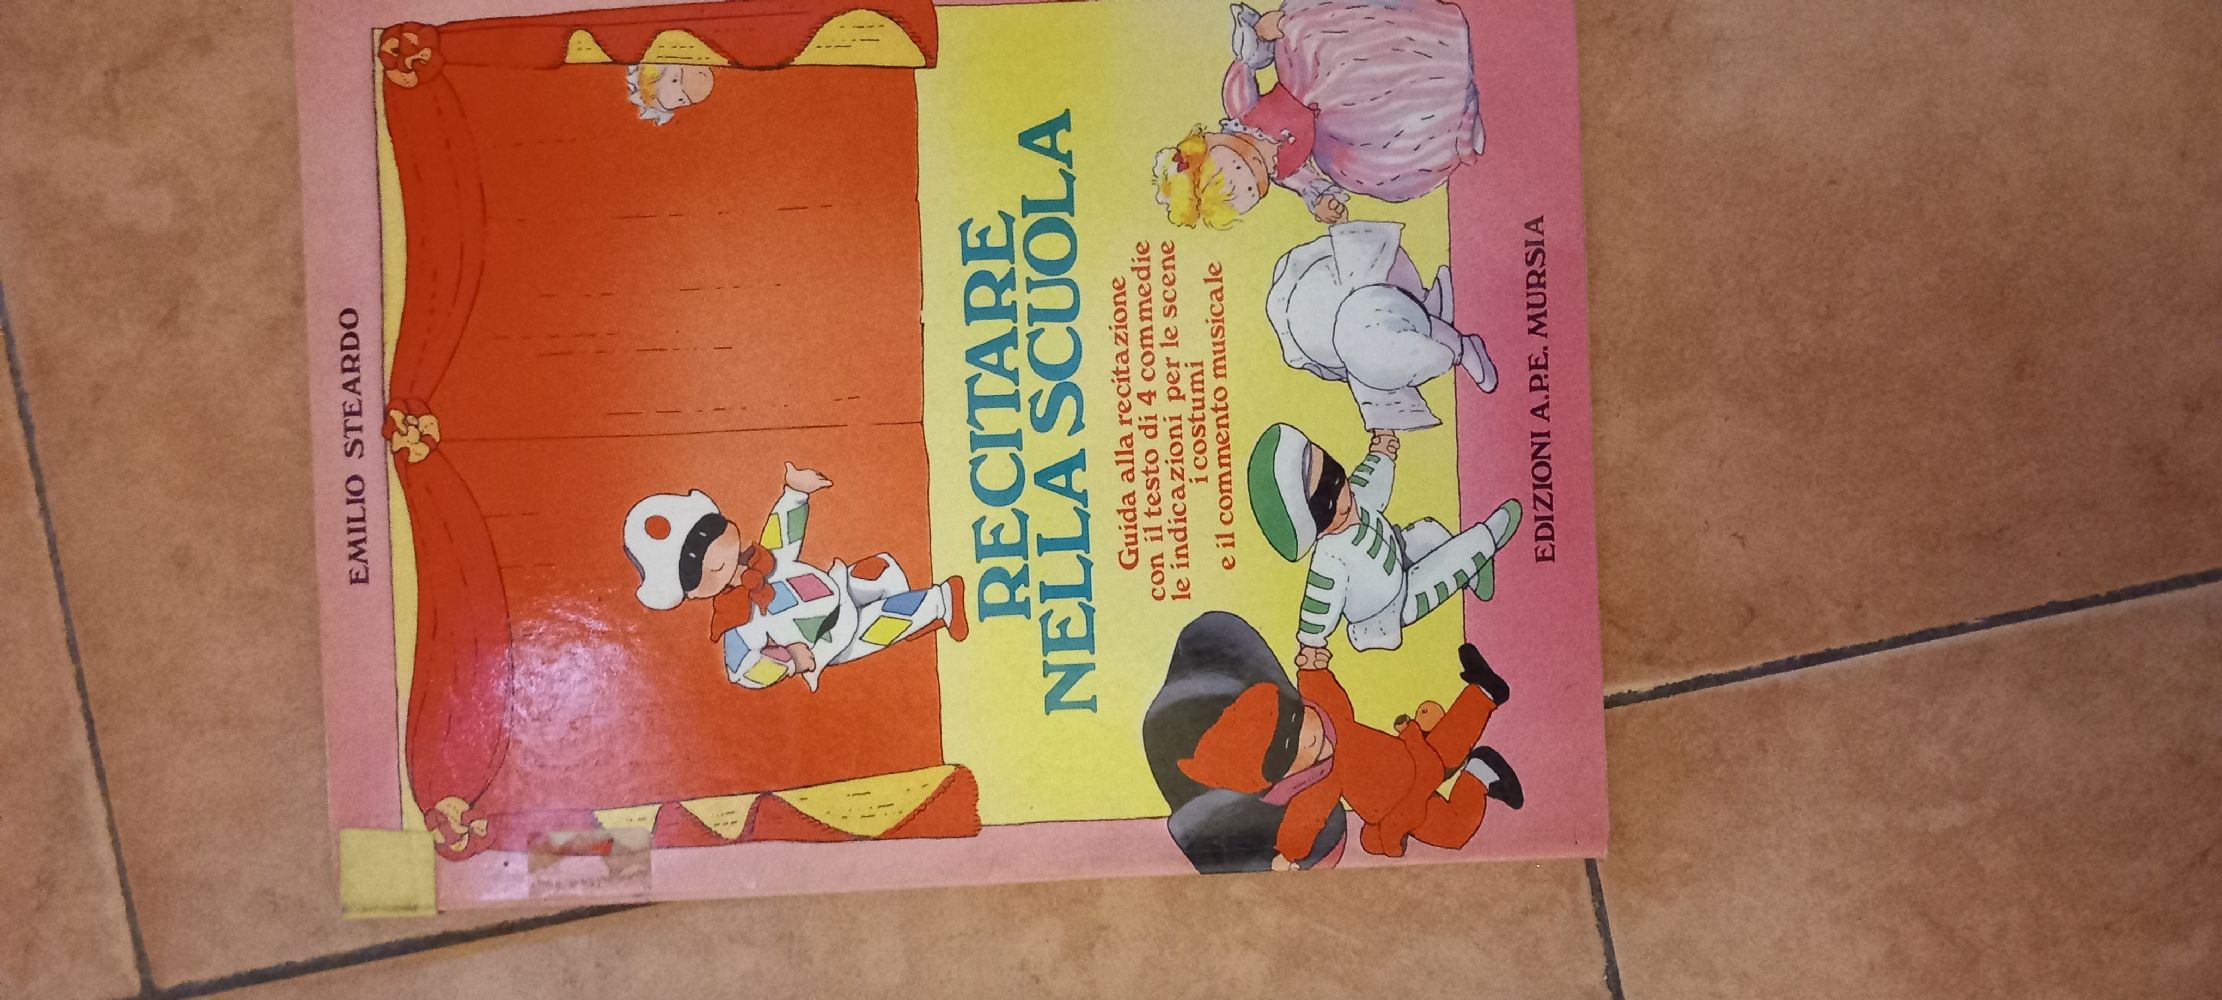 EMILIO STEARDO
RECITARE
NELLA SCUOLA
Guida alla recitazione
con il testo di 4 commedie
le indicazioni per le scene
i costumi
e il commento musicale
EDIZIONI A.P.E. MURSIA